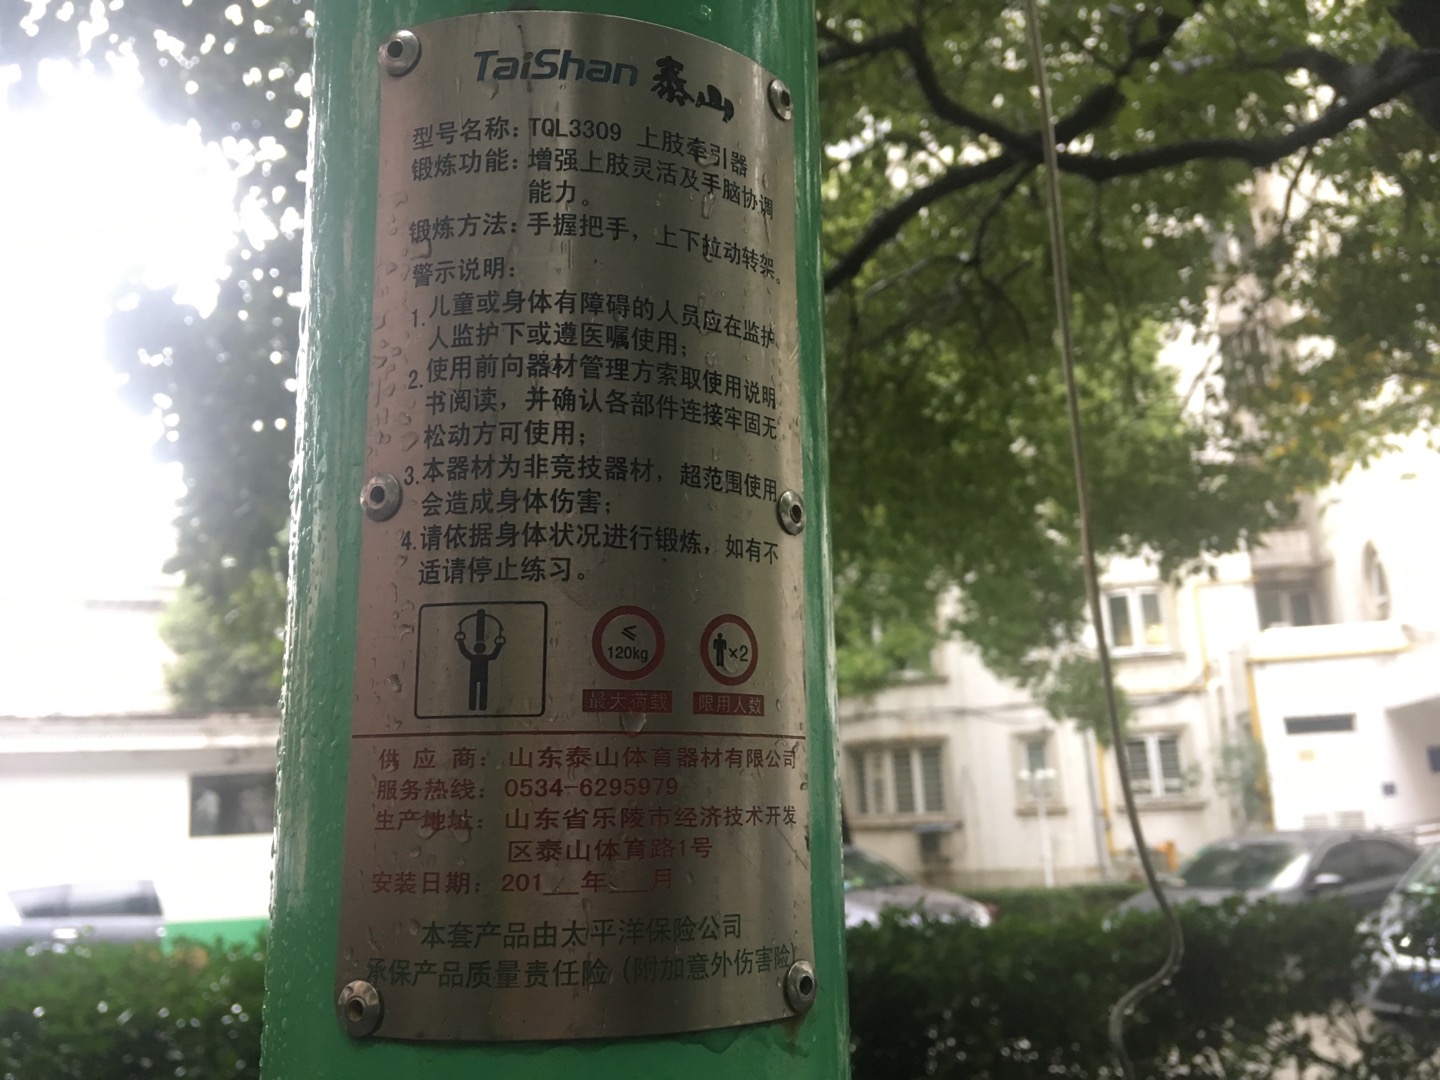 TaiShan 泰山
型号名称：TQL3309 上肢牵引器
锻炼功能：增强上肢灵活及手脑协调
能力。
锻炼方法：手握把手，上下拉动转架。
警示说明：
1.儿童或身体有障碍的人员应在监护
人监护下或遵医嘱使用；
2.使用前向器材管理方索取使用说明
书阅读，并确认各部件连接牢固无
松动方可使用；
3.本器材为非竞技器材，超范围使用
会造成身体伤害；
4.请依据身体状况进行锻炼，如有不
适请停止练习。
≤
120kg
×2
最大荷载 限用人数
供应商：山东泰山体育器材有限公司
服务热线：0534-6295979
生产地址：山东省乐陵市经济技术开发
区泰山体育路1号
安装日期：201__年___月
本套产品由太平洋保险公司
承保产品质量责任险（附加意外伤害险）